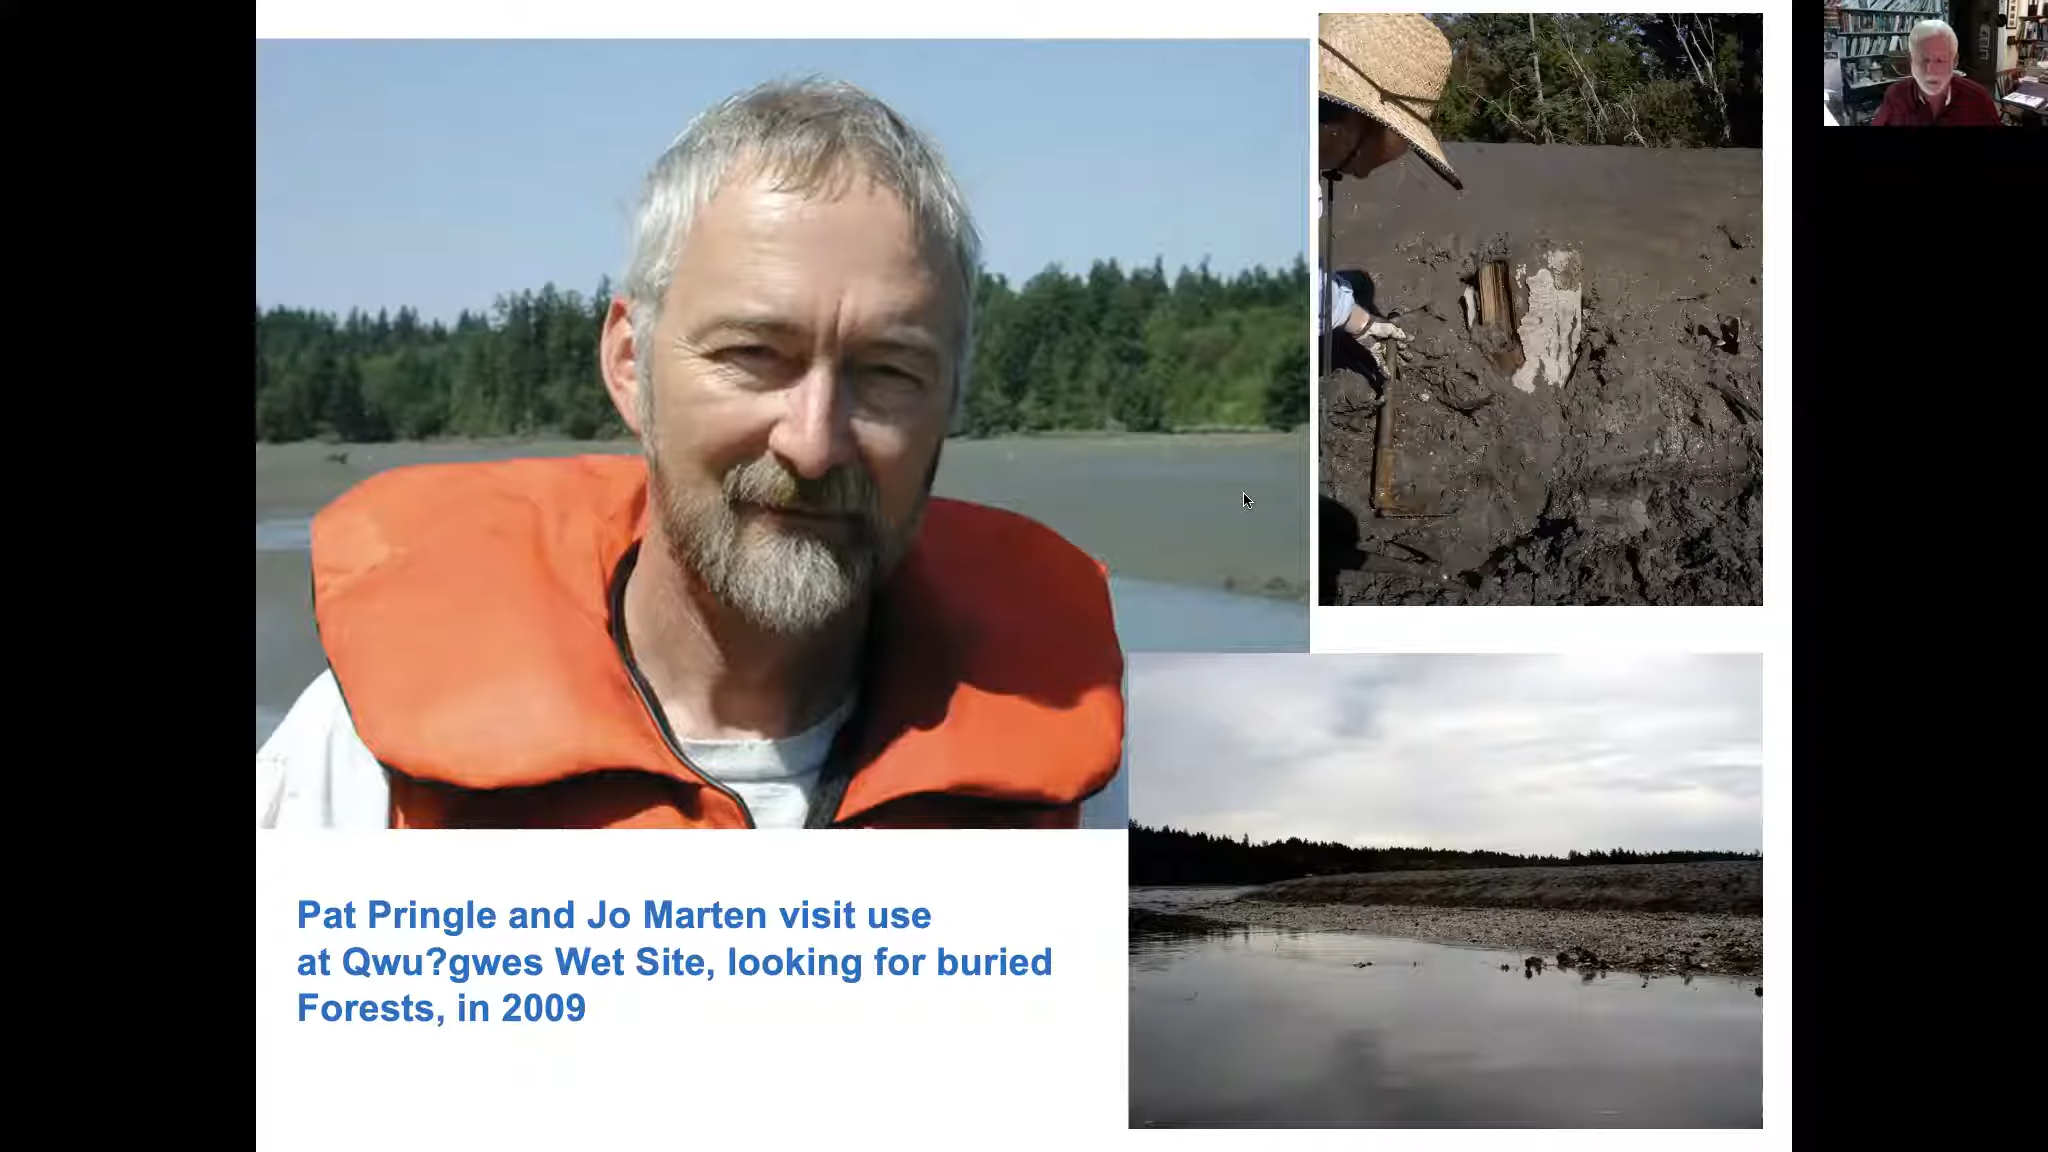 Pat Pringle and Jo Marten visit use
at Qwu?gwes Wet Site, looking for buried
Forests, in 2009